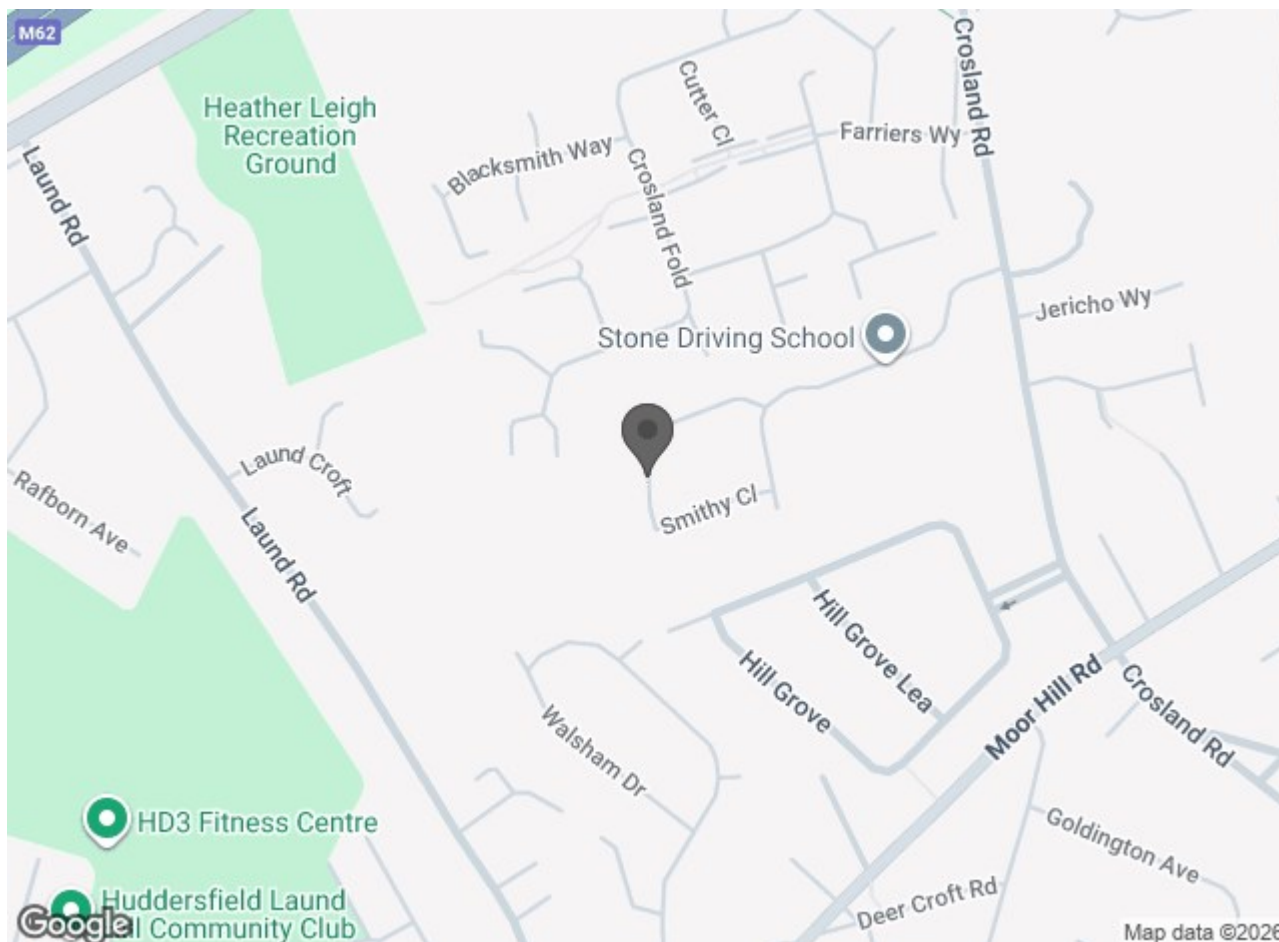 M62
Heather Leigh
Recreation
Ground
Laund Rd
Blacksmith Way
Cutter Cl
Crosland Fold
Farriers Wy
Crosland Rd
Jericho Wy
Stone Driving School
Laund Croft
Rafborn Ave
Laund Rd
Smithy Cl
Hill Grove Lea
Hill Grove
Moor Hill Rd
Crosland Rd
Walsham Dr
HD3 Fitness Centre
Goldington Ave
Deer Croft Rd
Huddersfield Laund
Hill Community Club
Google
Map data ©2026